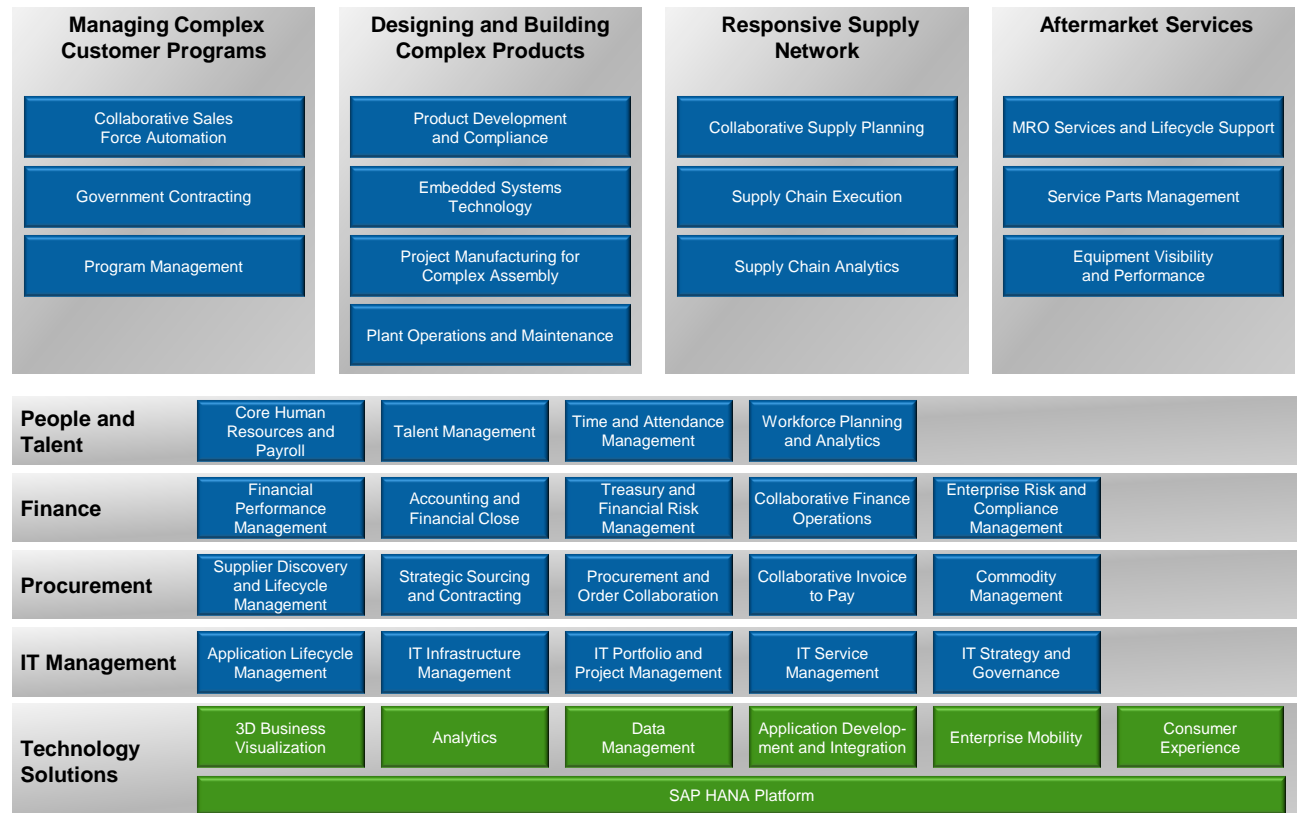 Managing Complex
Customer Programs
Collaborative Sales
Force Automation
Government Contracting
Program Management
Designing and Building
Complex Products
Product Development
and Compliance
Embedded Systems
Technology
Project Manufacturing for
Complex Assembly
Plant Operations and Maintenance
Responsive Supply
Network
Collaborative Supply Planning
Supply Chain Execution
Supply Chain Analytics
Aftermarket Services
MRO Services and Lifecycle Support
Service Parts Management
Equipment Visibility
and Performance
People and
Talent
Core Human
Resources and
Payroll
Talent Management
Time and Attendance
Management
Workforce Planning
and Analytics
Finance
Financial
Performance
Management
Accounting and
Financial Close
Treasury and
Financial Risk
Management
Collaborative Finance
Operations
Enterprise Risk and
Compliance
Management
Procurement
Supplier Discovery
and Lifecycle
Management
Strategic Sourcing
and Contracting
Procurement and
Order Collaboration
Collaborative Invoice
to Pay
Commodity
Management
IT Management
Application Lifecycle
Management
IT Infrastructure
Management
IT Portfolio and
Project Management
IT Service
Management
IT Strategy and
Governance
Technology
Solutions
3D Business
Visualization
Analytics
Data
Management
Application Develop-
ment and Integration
Enterprise Mobility
Consumer
Experience
SAP HANA Platform